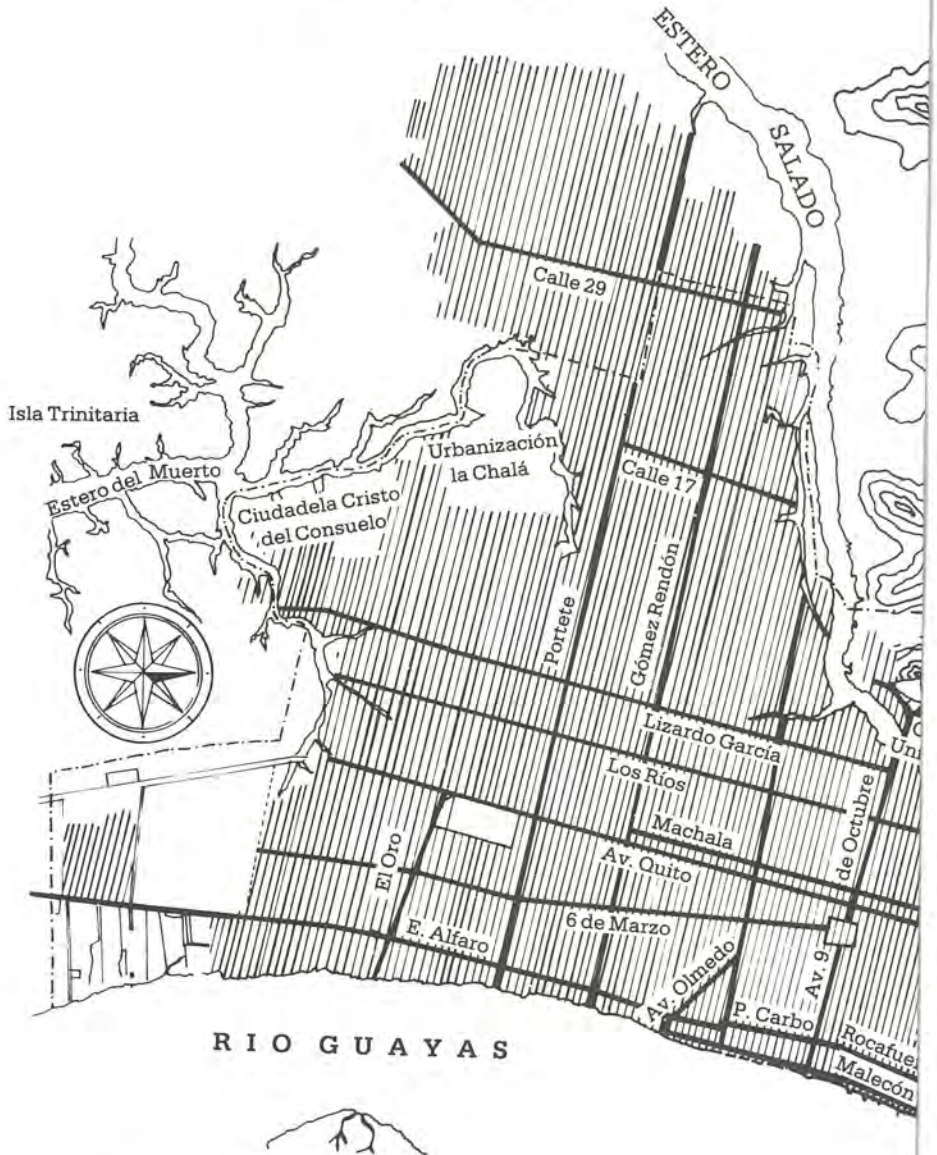 ESTERO
SALADO
Calle 29
Isla Trinitaria
Estero del Muerto
Urbanización
la Chalá
Ciudadela Cristo
del Consuelo
Calle 17
Portete
Gómez Rendón
Lizardo García
Los Ríos
Machala
Av. Quito
El Oro
6 de Marzo
E. Alfaro
Av. Olmedo
Av. 9
de Octubre
P. Carbo
Malecón
RIO GUAYAS